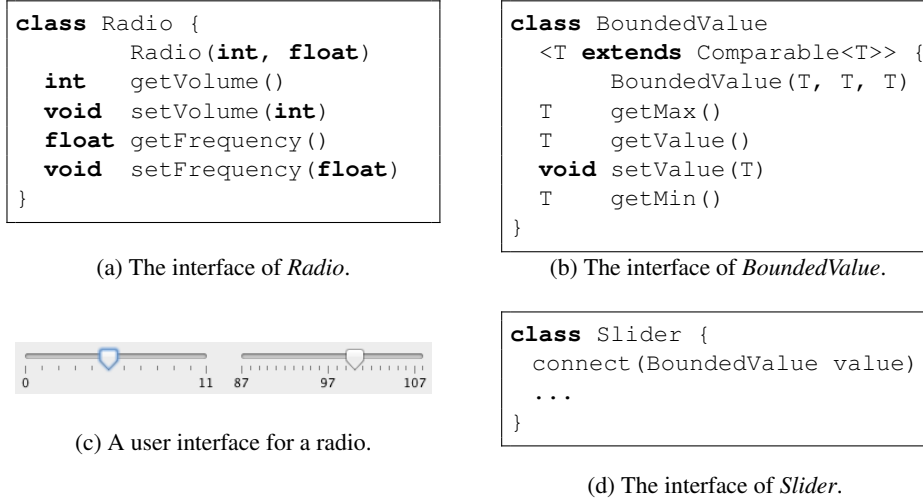 class Radio {
Radio(int, float)
int getVolume()
void setVolume(int)
float getFrequency()
void setFrequency(float)
}
(a) The interface of Radio.
class BoundedValue
<T extends Comparable<T>> {
BoundedValue(T, T, T)
T getMax()
T getValue()
void setValue(T)
T getMin()
}
(b) The interface of BoundedValue.
0 11 87 97 107
(c) A user interface for a radio.
class Slider {
connect(BoundedValue value)
...
}
(d) The interface of Slider.